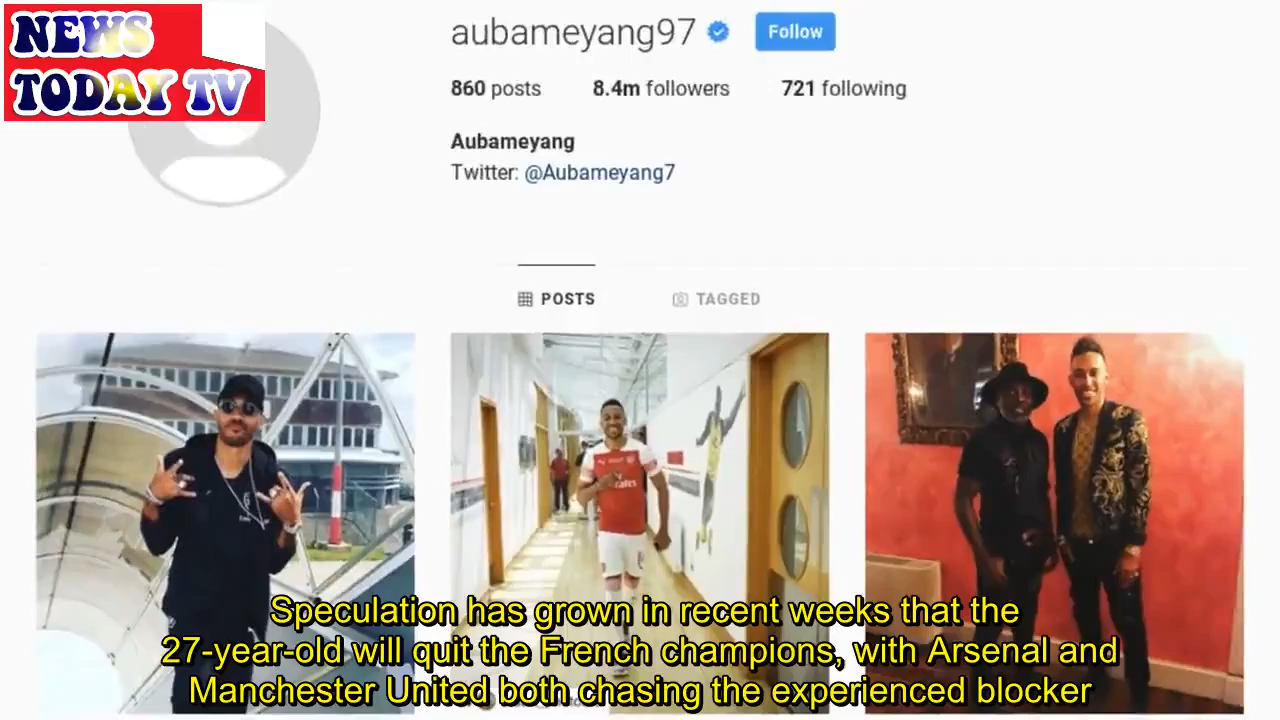 NEWS
TODAY TV
aubameyang97 Follow
860 posts 8.4m followers 721 following
Aubameyang
Twitter: @Aubameyang7
POSTS TAGGED
Speculation has grown in recent weeks that the
27-year-old will quit the French champions, with Arsenal and
Manchester United both chasing the experienced blocker